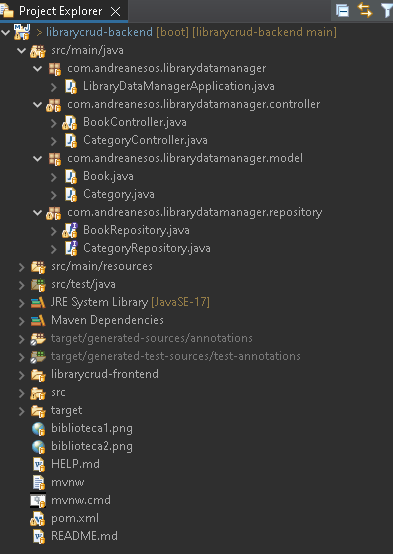 Project Explorer
> librarycrud-backend [boot] [librarycrud-backend main]
src/main/java
com.andreanesos.librarydatamanager
LibraryDataManagerApplication.java
com.andreanesos.librarydatamanager.controller
BookController.java
CategoryController.java
com.andreanesos.librarydatamanager.model
Book.java
Category.java
com.andreanesos.librarydatamanager.repository
BookRepository.java
CategoryRepository.java
src/main/resources
src/test/java
JRE System Library [JavaSE-17]
Maven Dependencies
target/generated-sources/annotations
target/generated-test-sources/test-annotations
librarycrud-frontend
src
target
biblioteca1.png
biblioteca2.png
HELP.md
mvnw
mvnw.cmd
pom.xml
README.md